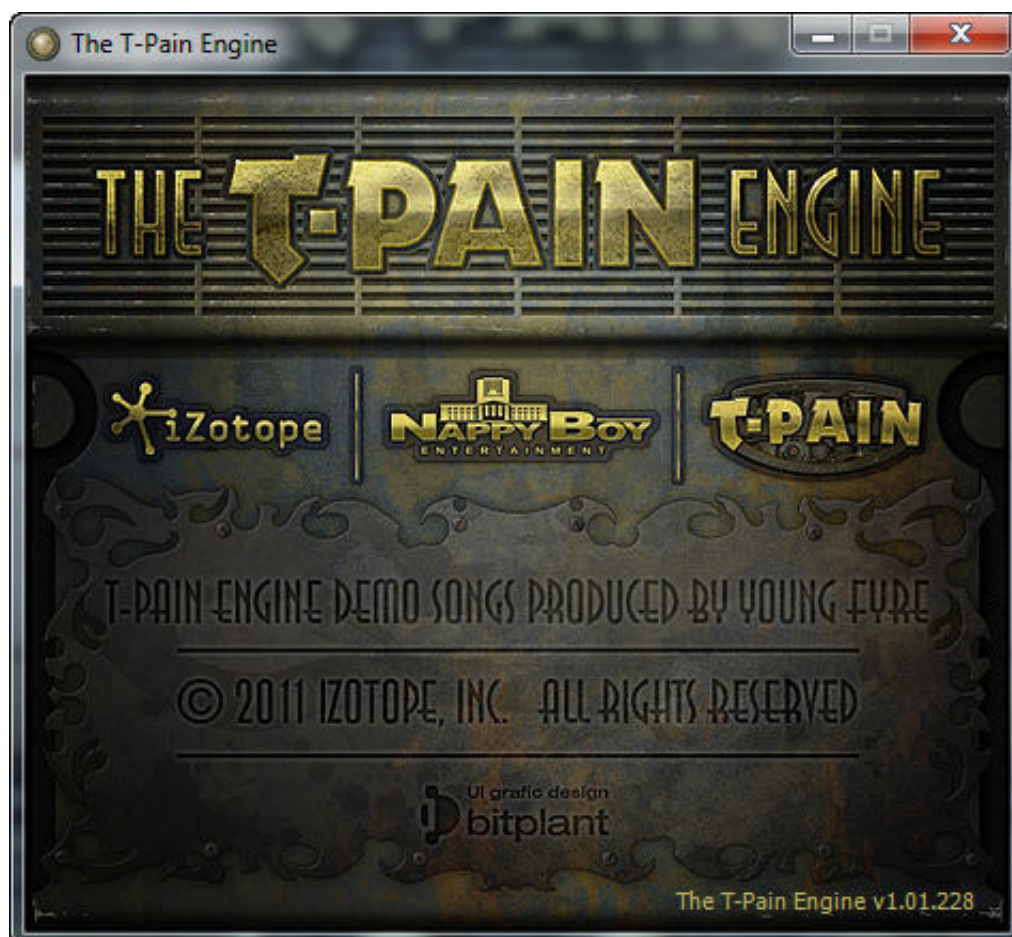 The T-Pain Engine
THE T-PAIN ENGINE
iZotope
NAPPY BOY
ENTERTAINMENT
T-PAIN
T-PAIN ENGINE DEMO SONGS PRODUCED BY YOUNG FYRE
© 2011 IZOTOPE, INC. ALL RIGHTS RESERVED
UI grafic design
bitplant
The T-Pain Engine v1.01.228